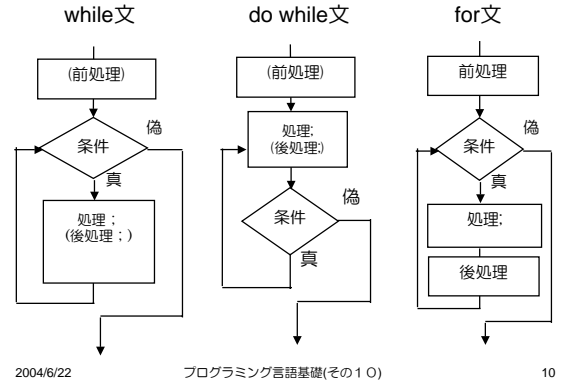 while文
(前処理)
条件
偽
真
処理；
(後処理；)
do while文
(前処理)
処理;
(後処理;)
条件
偽
真
for文
前処理
条件
偽
真
処理;
後処理
2004/6/22
プログラミング言語基礎(その１０)
10